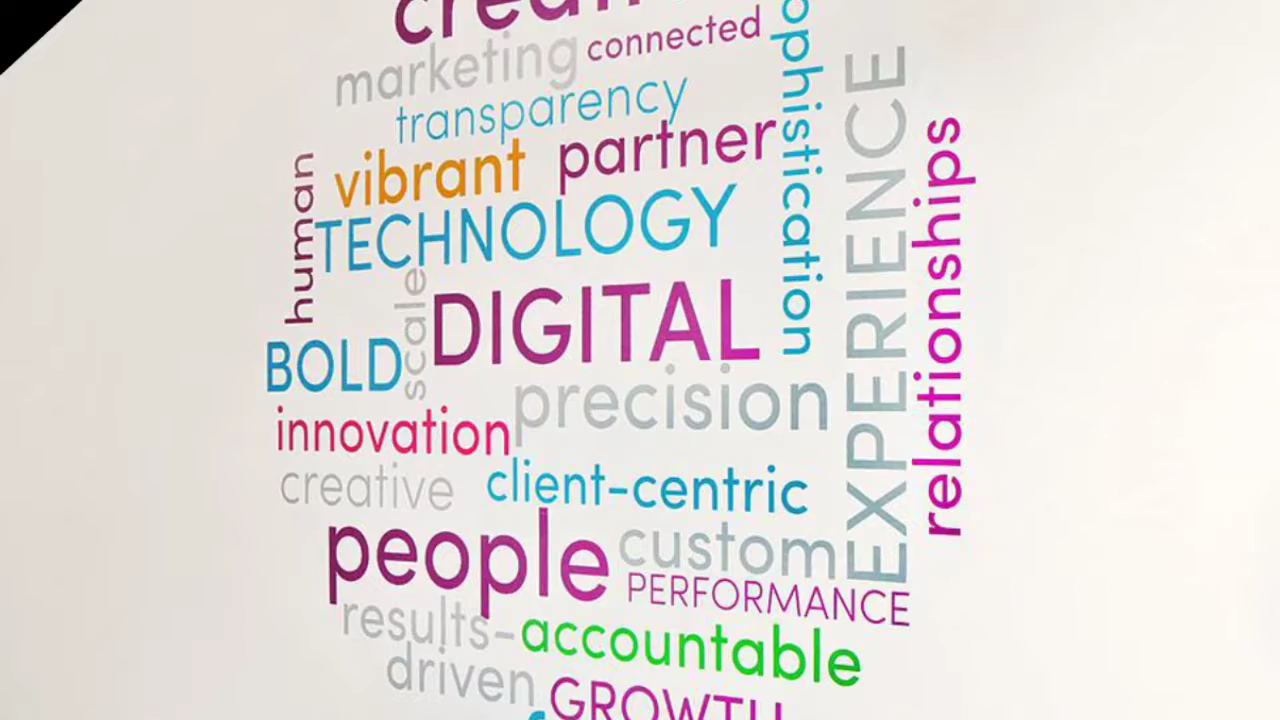 marketing connected
transparency
vibrant partner
human
TECHNOLOGY
sophistication
EXPERIENCE
relationships
scale
DIGITAL
BOLD
precision
innovation
creative client-centric
people custom
PERFORMANCE
results-accountable
driven GROWTH